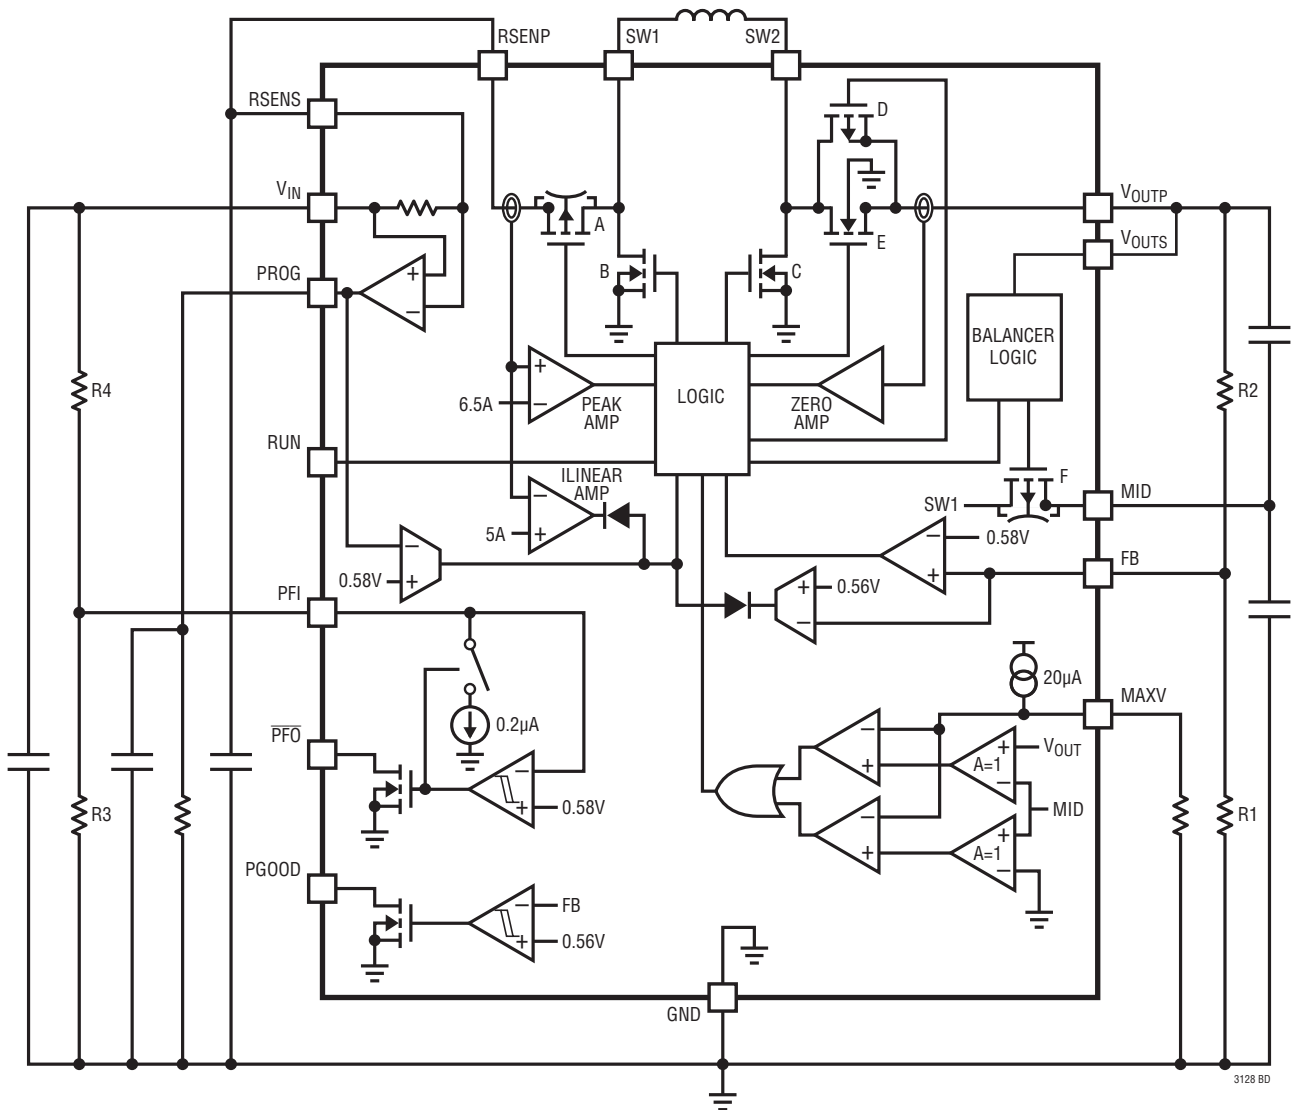 RSENP
SW1
SW2
RSENS
D
VIN
VOUTP
A
E
VOUTS
B
C
PROG
+
−
BALANCER
LOGIC
R4
+
6.5A
−
PEAK
AMP
LOGIC
ZERO
AMP
R2
RUN
ILINEAR
AMP
F
MID
SW1
−
5A
+
−
0.58V
−
0.58V
+
+
FB
PFI
+
0.56V
−
20µA
MAXV
PFO
0.2µA
−
+
VOUT
+
A=1
−
−
+
0.58V
R3
MID
R1
−
+
+
A=1
−
PGOOD
−
FB
+
0.56V
GND
3128 BD